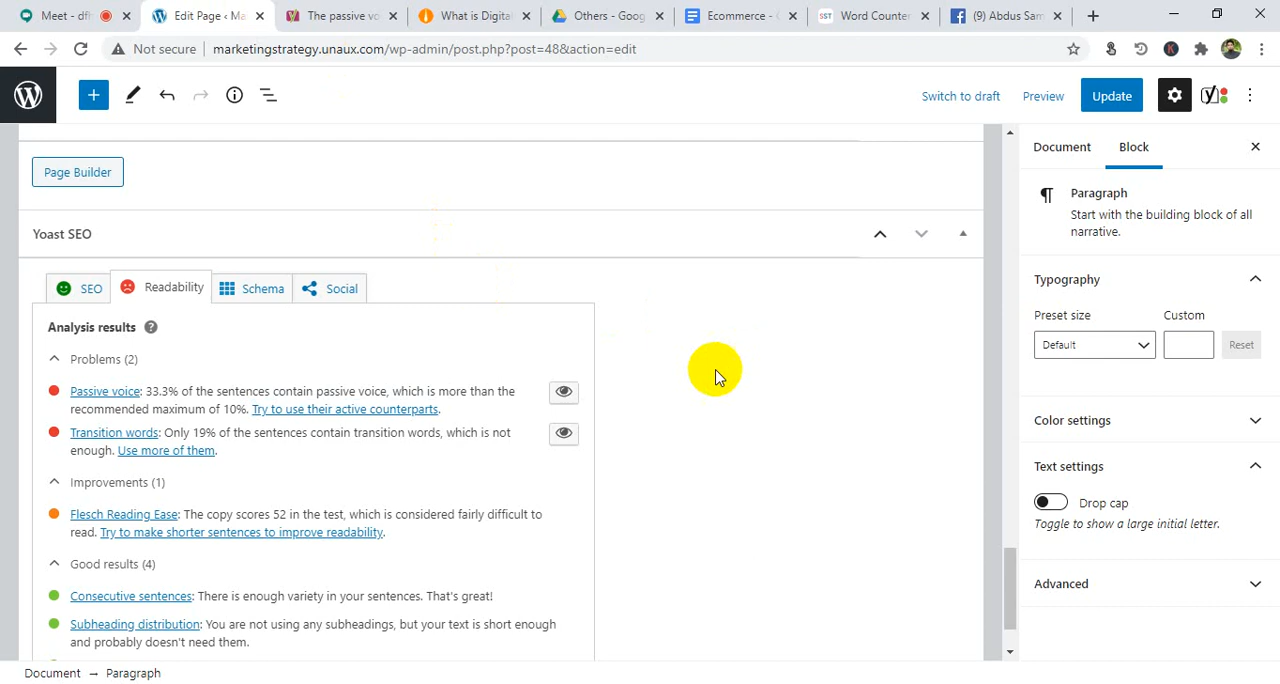 Meet - dfh
Edit Page ‹ Ma
The passive vo
What is Digital
Others - Goog
Ecommerce - G
SST Word Counter
(9) Abdus Sam
Not secure marketingstrategy.unaux.com/wp-admin/post.php?post=48&action=edit
Switch to draft Preview Update
Page Builder
Yoast SEO
SEO Readability Schema Social
Analysis results
Problems (2)
Passive voice: 33.3% of the sentences contain passive voice, which is more than the
recommended maximum of 10%. Try to use their active counterparts.
Transition words: Only 19% of the sentences contain transition words, which is not
enough. Use more of them.
Improvements (1)
Flesch Reading Ease: The copy scores 52 in the test, which is considered fairly difficult to
read. Try to make shorter sentences to improve readability.
Good results (4)
Consecutive sentences: There is enough variety in your sentences. That's great!
Subheading distribution: You are not using any subheadings, but your text is short enough
and probably doesn't need them.
Document Block
Paragraph
Start with the building block of all
narrative.
Typography
Preset size Custom
Default Reset
Color settings
Text settings
Drop cap
Toggle to show a large initial letter.
Advanced
Document → Paragraph